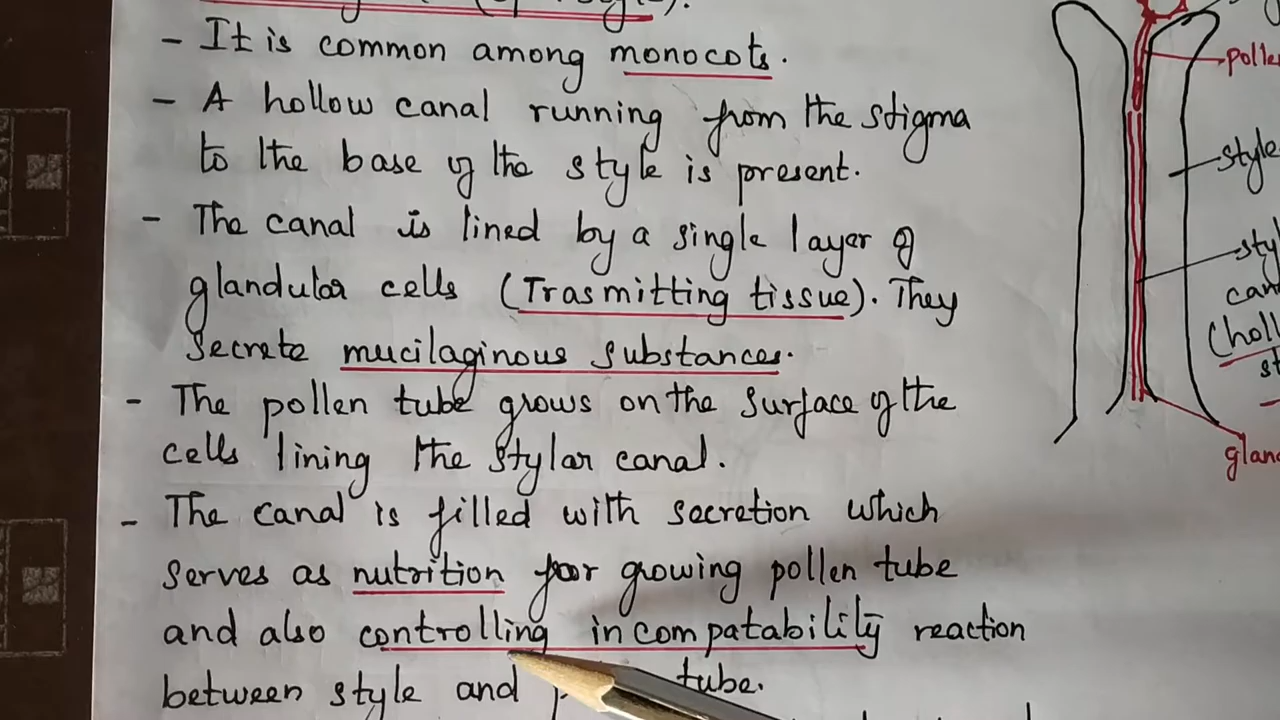 - It is common among monocots.
- A hollow canal running from the stigma
to the base of the style is present.
- The canal is lined by a single layer of
glandular cells (Trasmitting tissue). They
secrete mucilaginous substances.
- The pollen tube grows on the surface of the
cells lining the stylar canal.
- The canal is filled with secretion which
serves as nutrition for growing pollen tube
and also controlling incompatability reaction
between style and
tube.
style